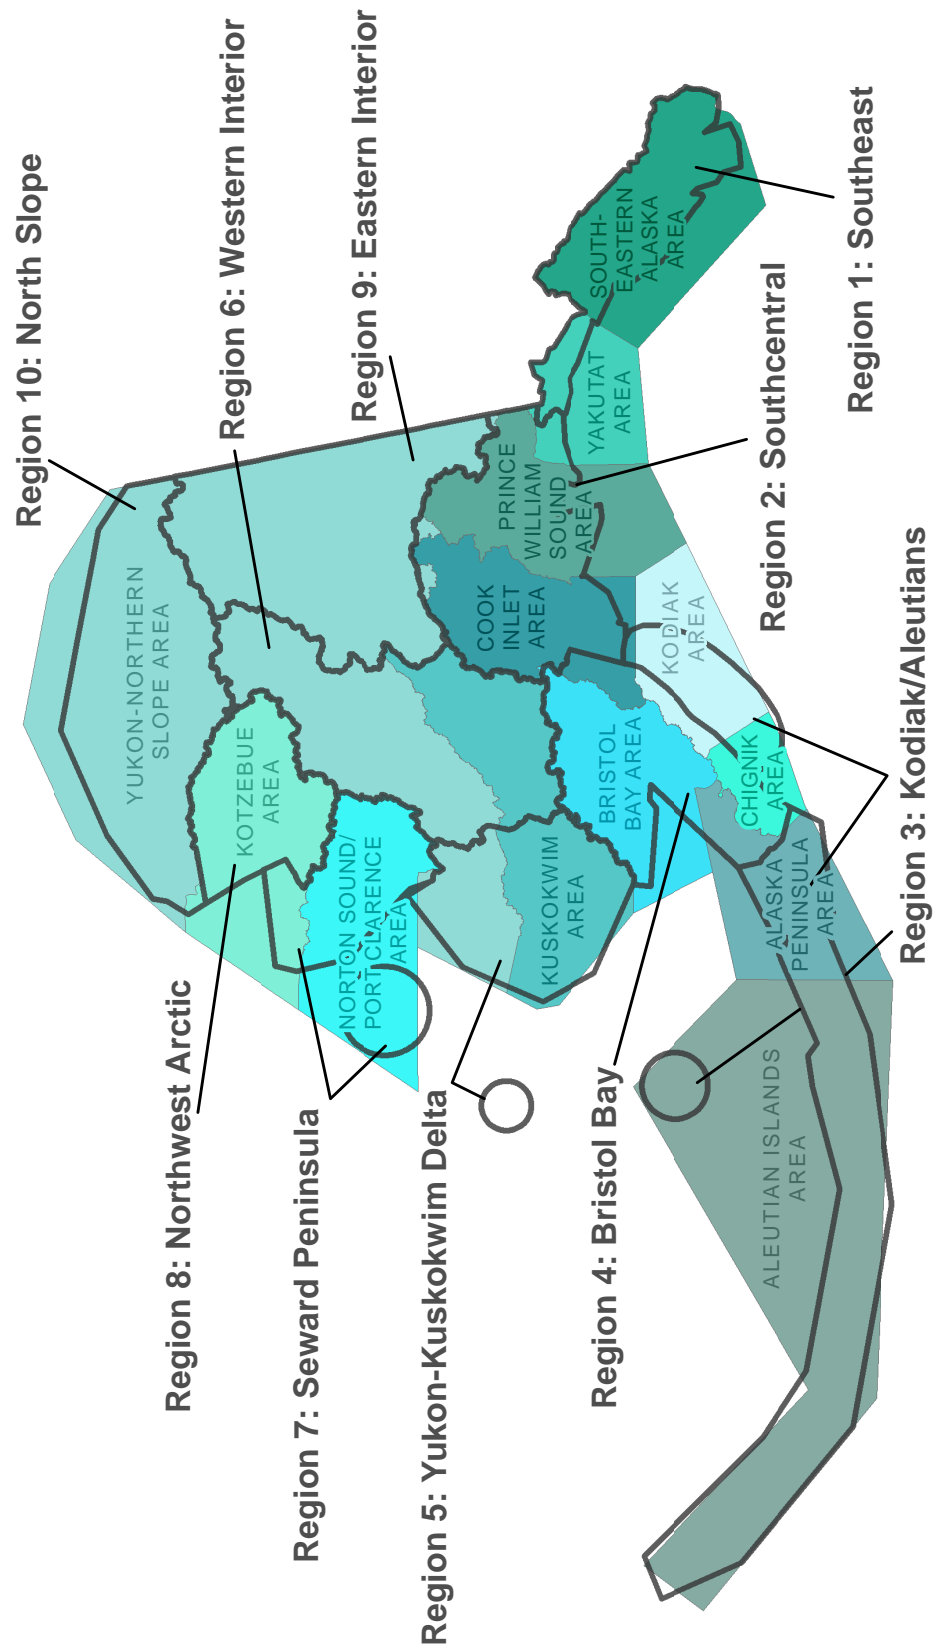 Region 10: North Slope
Region 6: Western Interior
Region 9: Eastern Interior
Region 8: Northwest Arctic
Region 7: Seward Peninsula
Region 5: Yukon-Kuskokwim Delta
Region 4: Bristol Bay
Region 3: Kodiak/Aleutians
Region 2: Southcentral
Region 1: Southeast
YUKON-NORTHERN
SLOPE AREA
KOTZEBUE
AREA
NORTON SOUND/
PORT CLARENCE
AREA
KUSKOKWIM
AREA
BRISTOL
BAY AREA
COOK
INLET
AREA
PRINCE
WILLIAM
SOUND
AREA
YAKUTAT
AREA
SOUTH-
EASTERN
ALASKA
AREA
KODIAK
AREA
CHIGNIK
AREA
ALASKA
PENINSULA
AREA
ALEUTIAN ISLANDS
AREA